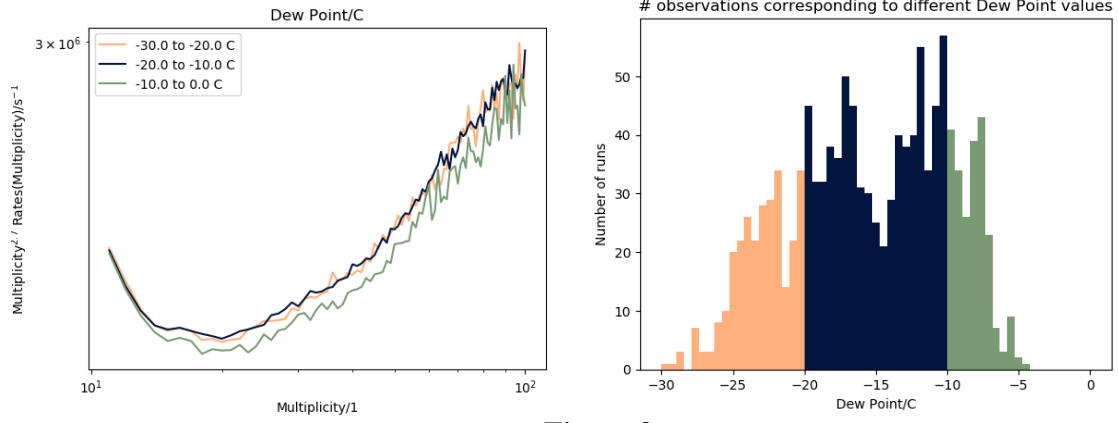 Dew Point/C
3 × 10⁶
-30.0 to -20.0 C
-20.0 to -10.0 C
-10.0 to 0.0 C
Multiplicity²·⁷ Rates(Multiplicity)/s⁻¹
10¹
10²
Multiplicity/1
# observations corresponding to different Dew Point values
Number of runs
50
40
30
20
10
0
−30
−25
−20
−15
−10
−5
0
Dew Point/C